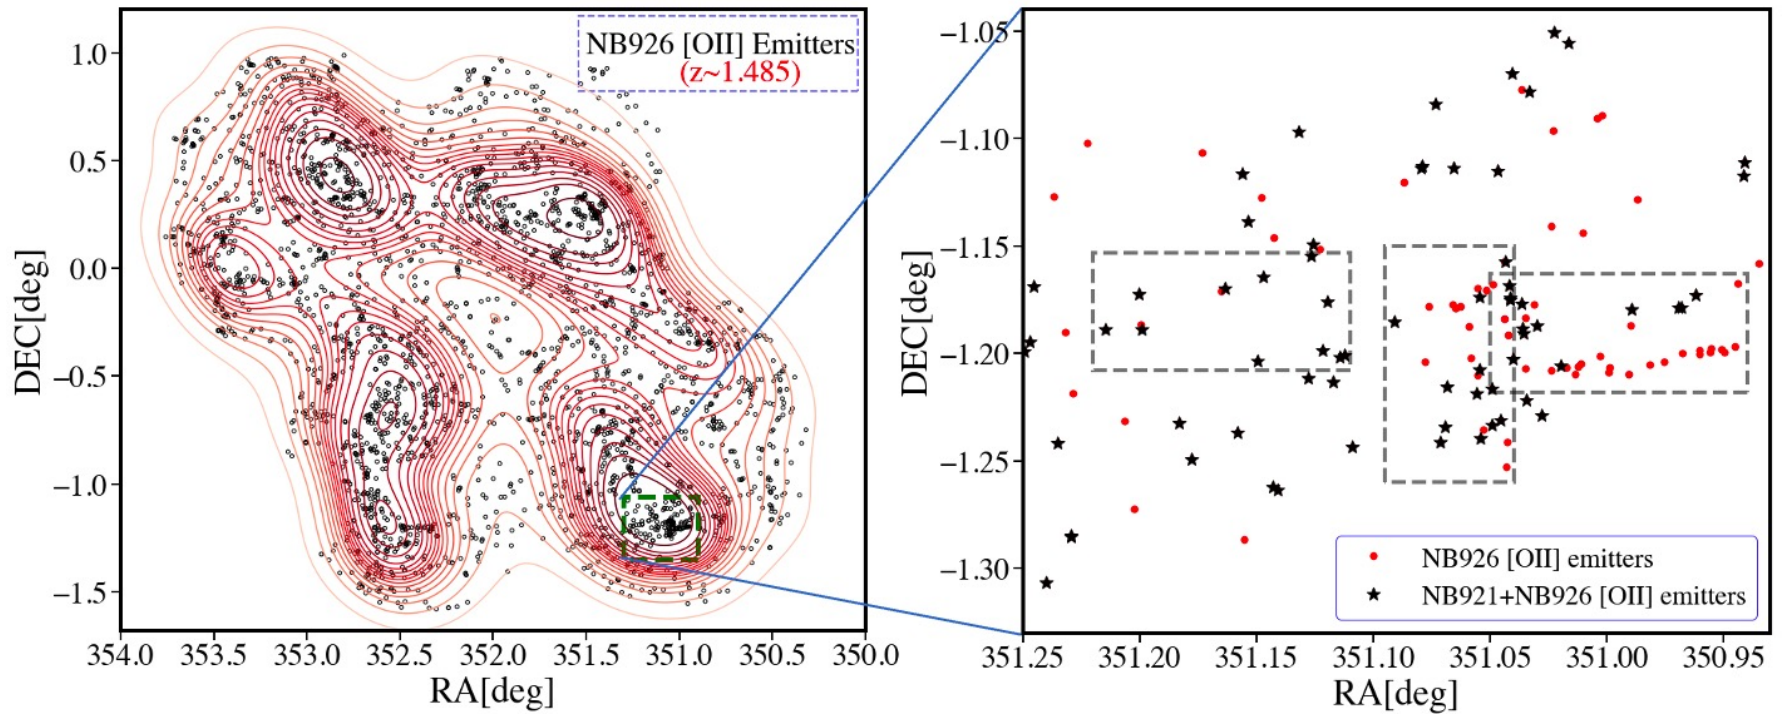 NB926 [OII] Emitters
(z~1.485)
1.0
0.5
0.0
−0.5
−1.0
−1.5
DEC[deg]
354.0 353.5 353.0 352.5 352.0 351.5 351.0 350.5 350.0
RA[deg]
−1.05
−1.10
−1.15
−1.20
−1.25
−1.30
DEC[deg]
NB926 [OII] emitters
NB921+NB926 [OII] emitters
351.25 351.20 351.15 351.10 351.05 351.00 350.95
RA[deg]